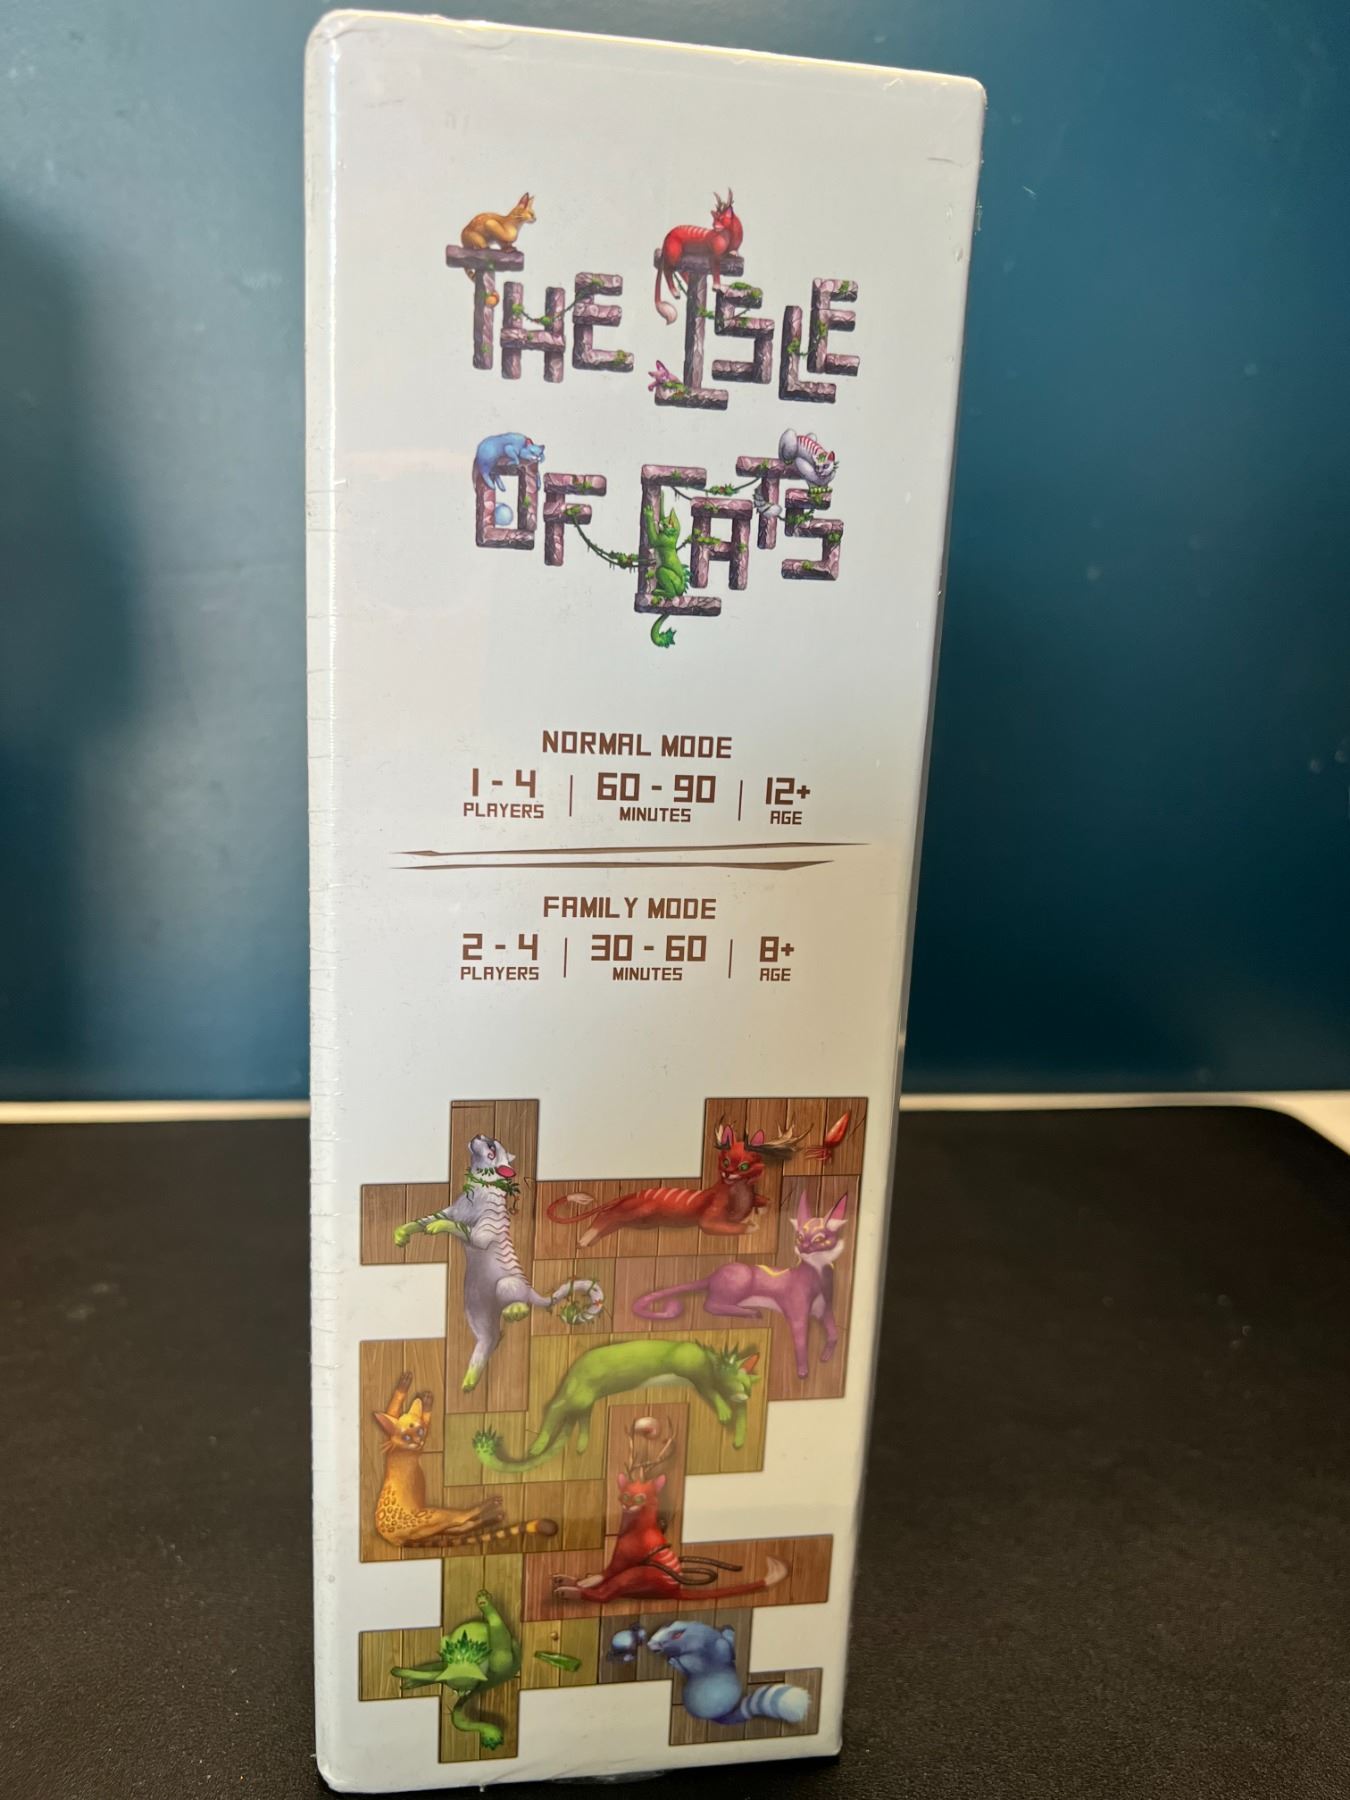 THE ISLE
OF CATS
NORMAL MODE
1 - 4 | 60 - 90 | 12+
PLAYERS MINUTES AGE
FAMILY MODE
2 - 4 | 30 - 60 | 8+
PLAYERS MINUTES AGE